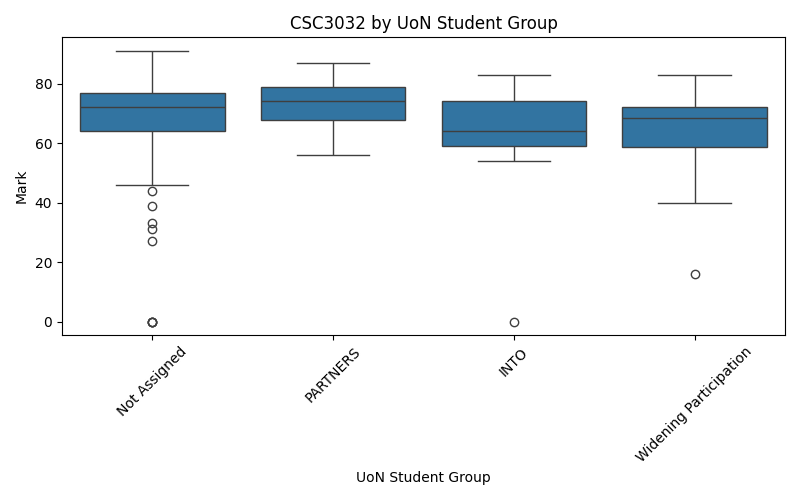 CSC3032 by UoN Student Group
Mark
80
60
40
20
0
Not Assigned
PARTNERS
INTO
Widening Participation
UoN Student Group